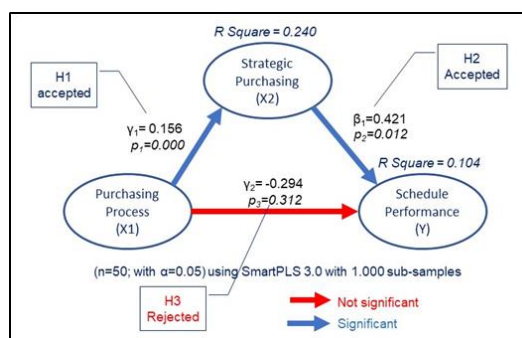 R Square = 0.240
H1
accepted
Strategic
Purchasing
(X2)
H2
Accepted
γ₁= 0.156
p₁=0.000
β₁=0.421
p₂=0.012
R Square = 0.104
Purchasing
Process
(X1)
γ₂= -0.294
p₃=0.312
Schedule
Performance
(Y)
(n=50; with α=0.05) using SmartPLS 3.0 with 1.000 sub-samples
H3
Rejected
Not significant
Significant